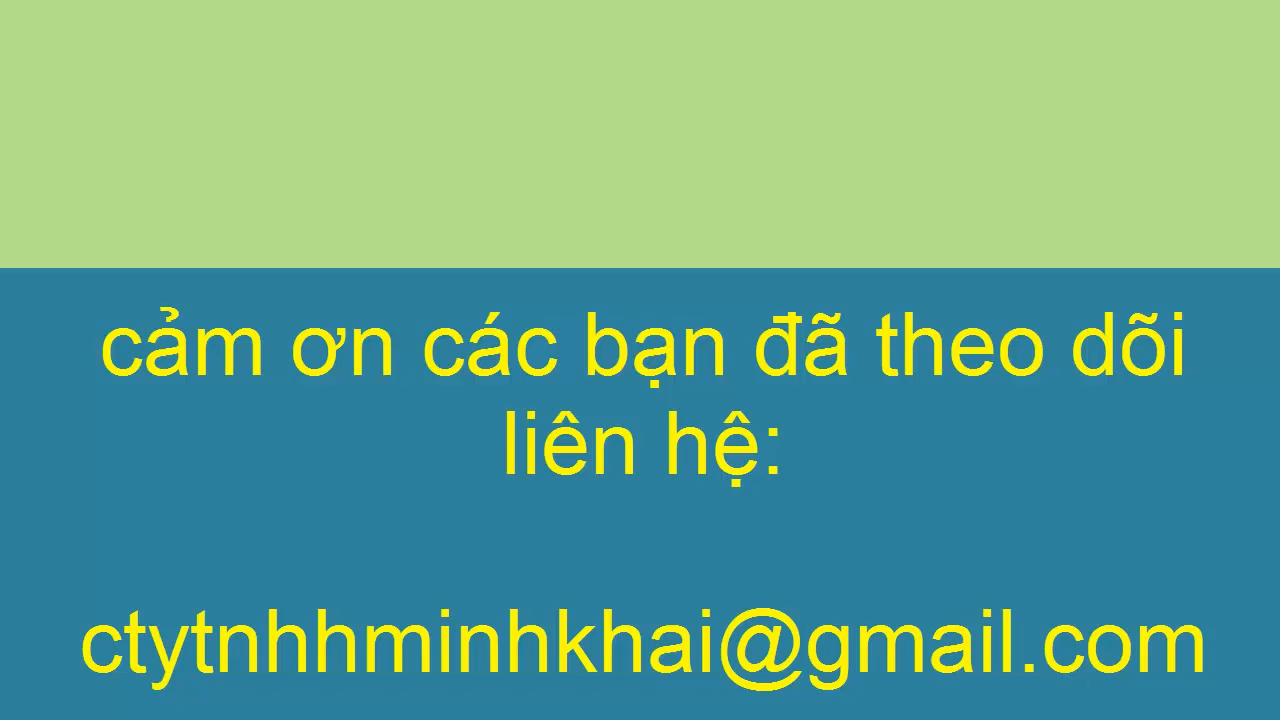 cảm ơn các bạn đã theo dõi
liên hệ:
ctytnhhminhkhai@gmail.com